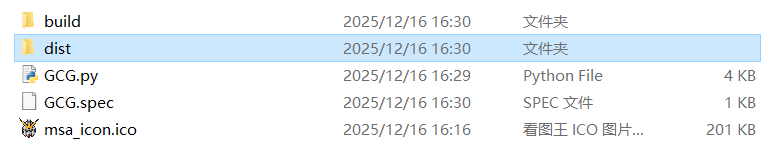 build 2025/12/16 16:30 文件夹
dist 2025/12/16 16:30 文件夹
GCG.py 2025/12/16 16:29 Python File 4 KB
GCG.spec 2025/12/16 16:30 SPEC 文件 1 KB
msa_icon.ico 2025/12/16 16:16 看图王 ICO 图片... 201 KB